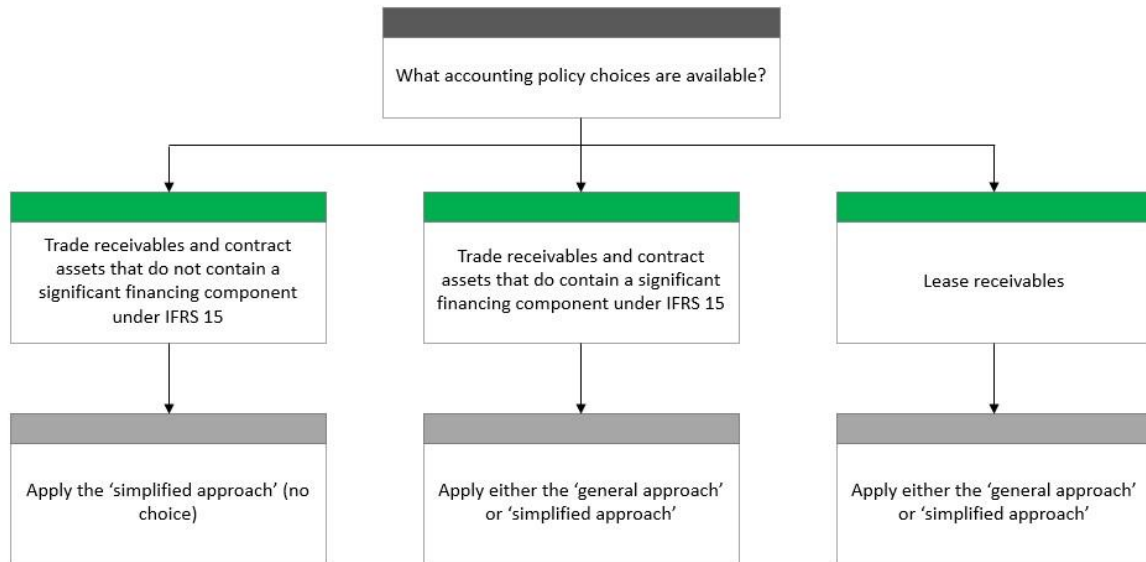 What accounting policy choices are available?
Trade receivables and contract
assets that do not contain a
significant financing component
under IFRS 15
Trade receivables and contract
assets that do contain a significant
financing component under IFRS 15
Lease receivables
Apply the ‘simplified approach’ (no
choice)
Apply either the ‘general approach’
or ‘simplified approach‘
Apply either the ‘general approach’
or ‘simplified approach‘